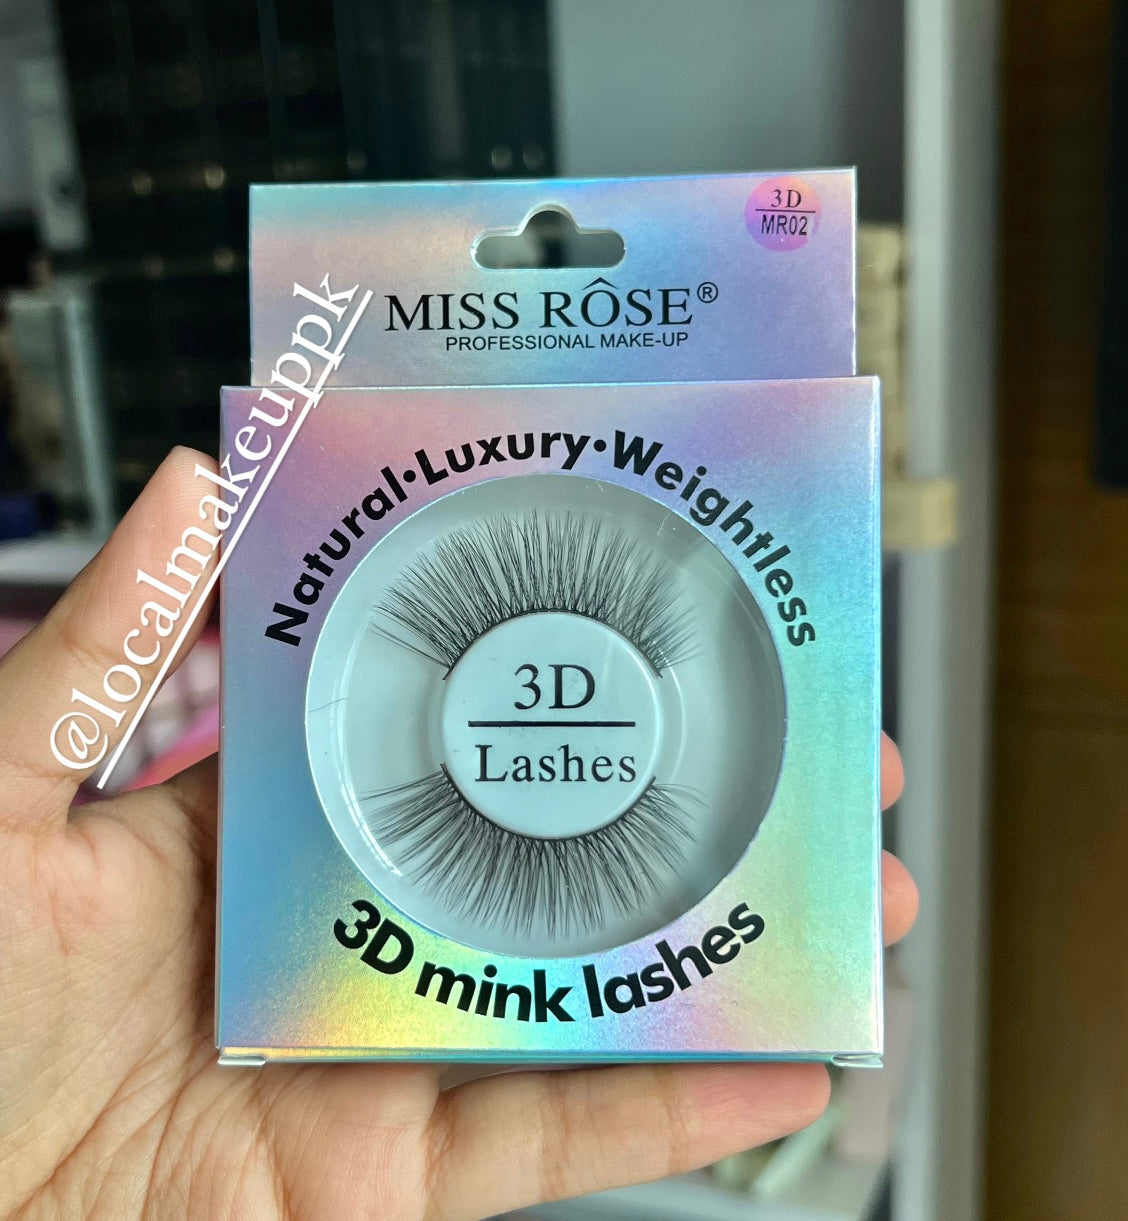 3D
MR02
MISS RÔSE®
PROFESSIONAL MAKE-UP
@localmakeuppk
Natural·Luxury·Weightless
3D
Lashes
3D mink lashes